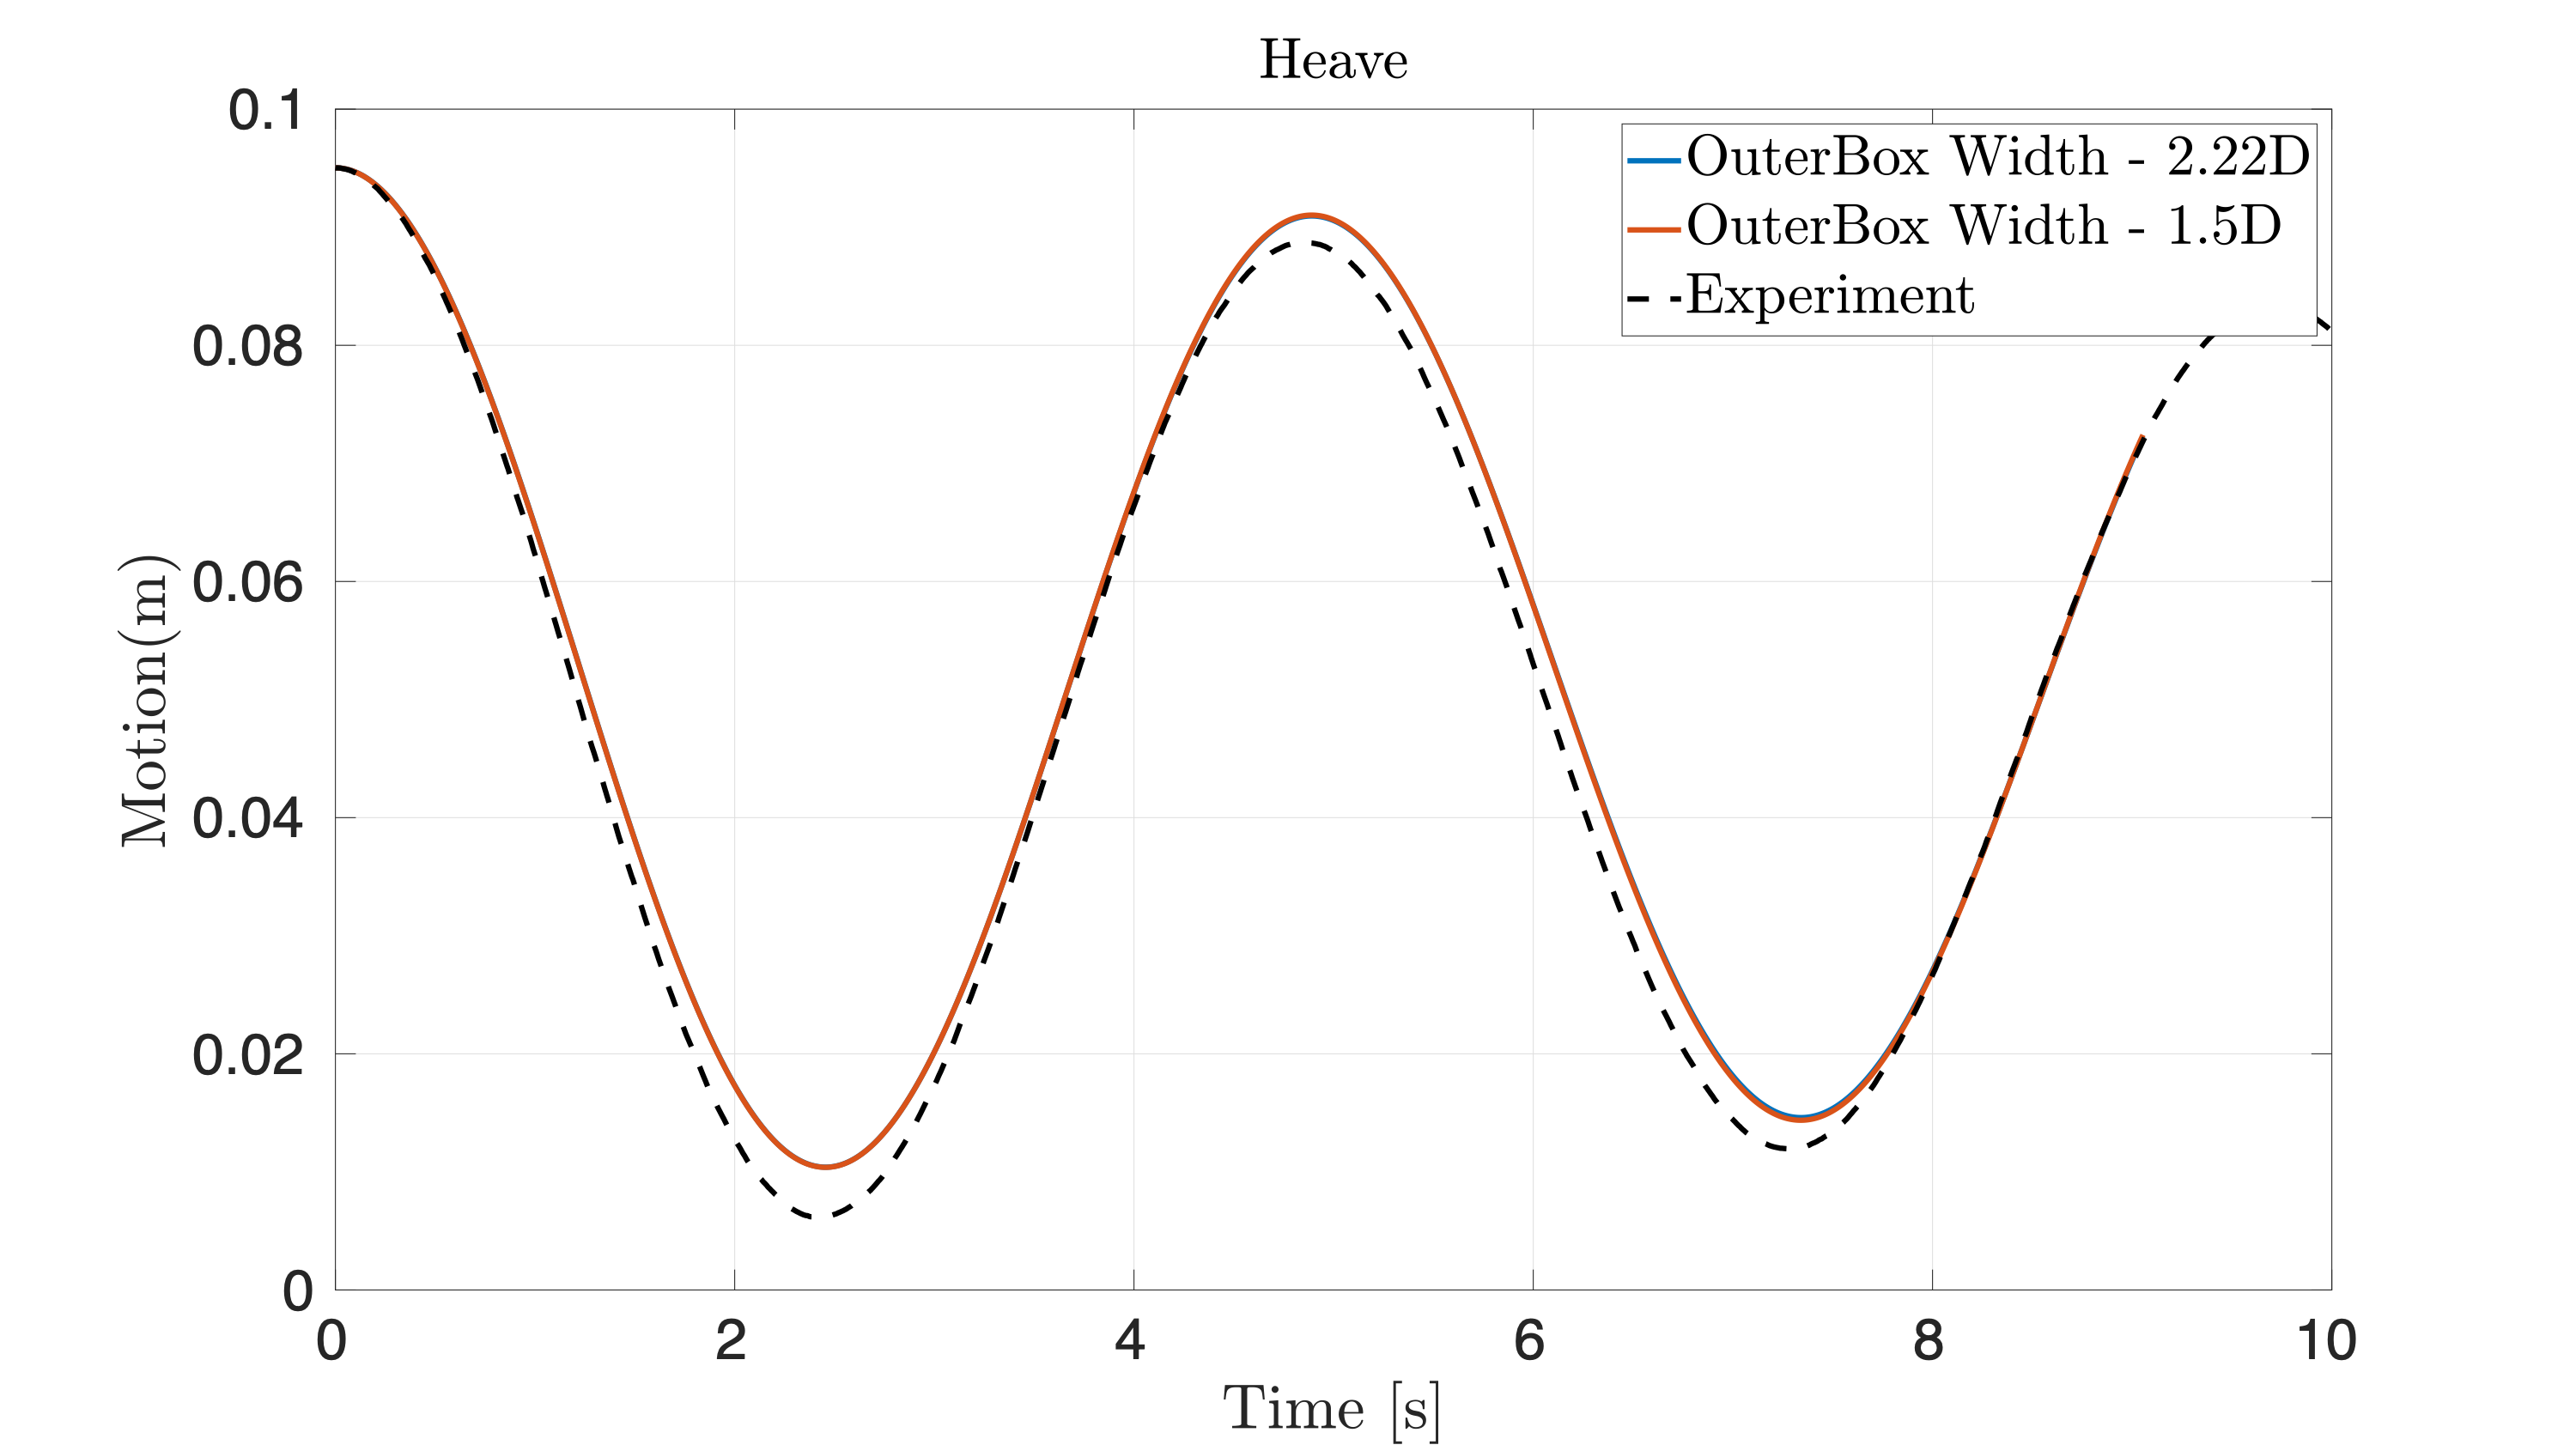 Heave
0.1
0.08
0.06
0.04
0.02
0
Motion(m)
OuterBox Width - 2.22D
OuterBox Width - 1.5D
Experiment
0 2 4 6 8 10
Time [s]